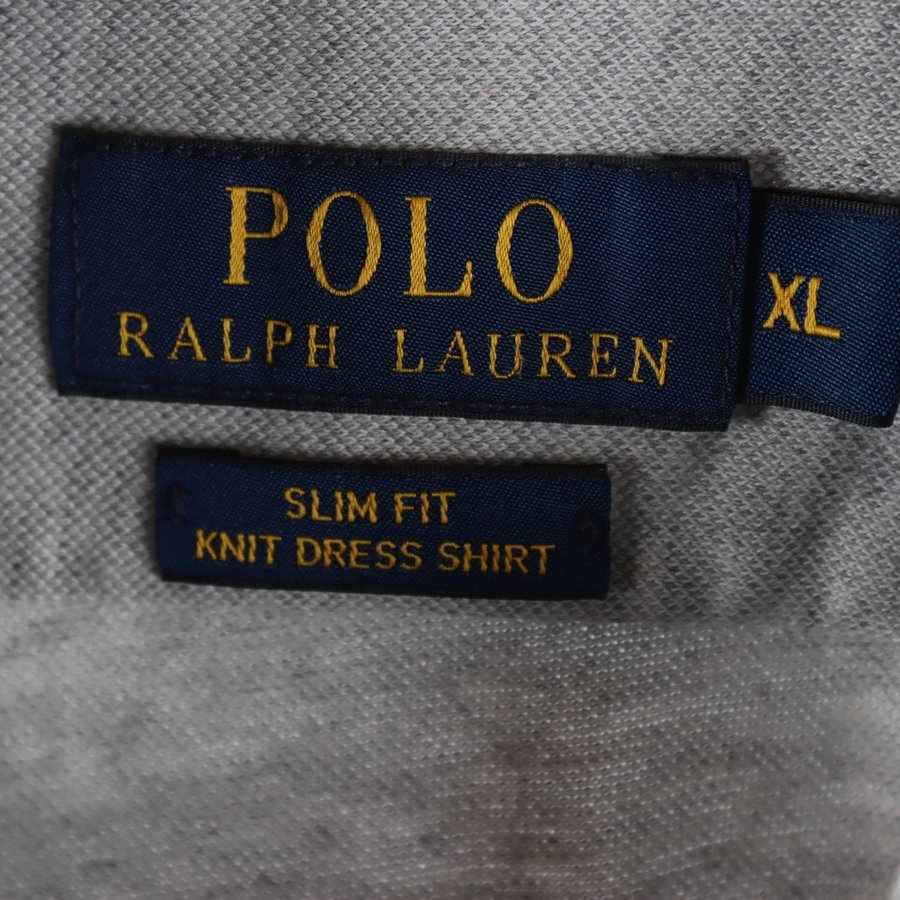 POLO
RALPH LAUREN
XL
SLIM FIT
KNIT DRESS SHIRT